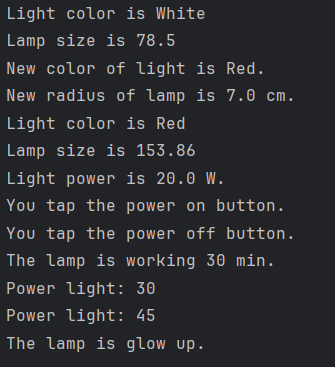 Light color is White
Lamp size is 78.5
New color of light is Red.
New radius of lamp is 7.0 cm.
Light color is Red
Lamp size is 153.86
Light power is 20.0 W.
You tap the power on button.
You tap the power off button.
The lamp is working 30 min.
Power light: 30
Power light: 45
The lamp is glow up.